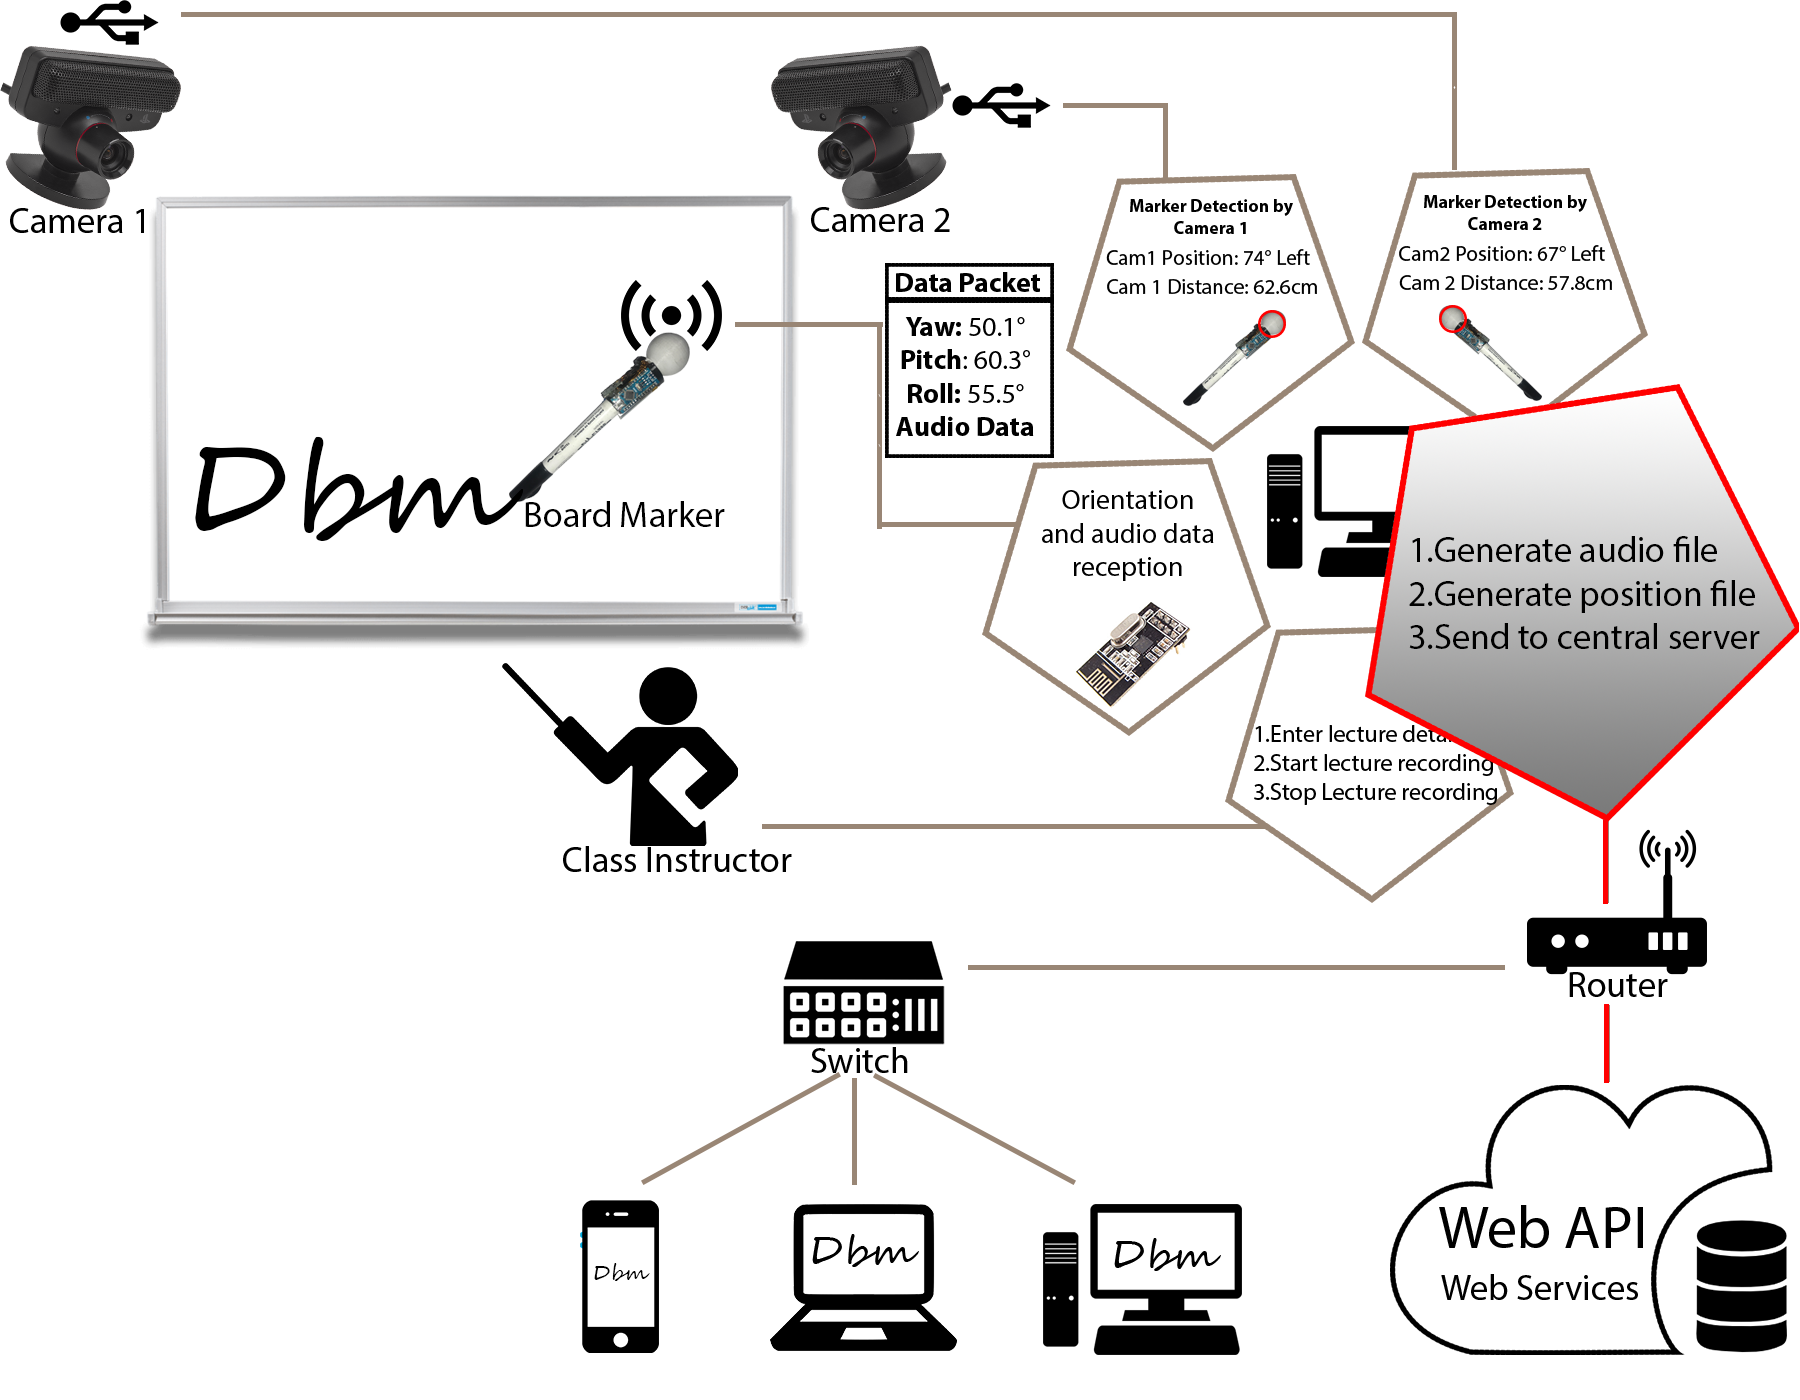 Camera 1
Camera 2
Marker Detection by
Camera 1
Cam1 Position: 74° Left
Cam 1 Distance: 62.6cm
Marker Detection by
Camera 2
Cam2 Position: 67° Left
Cam 2 Distance: 57.8cm
Data Packet
Yaw: 50.1°
Pitch: 60.3°
Roll: 55.5°
Audio Data
Dbm
Board Marker
Orientation
and audio data
reception
1.Generate audio file
2.Generate position file
3.Send to central server
1.Enter lecture
2.Start lecture recording
3.Stop Lecture recording
Class Instructor
Router
Switch
Dbm
Dbm
Dbm
Web API
Web Services